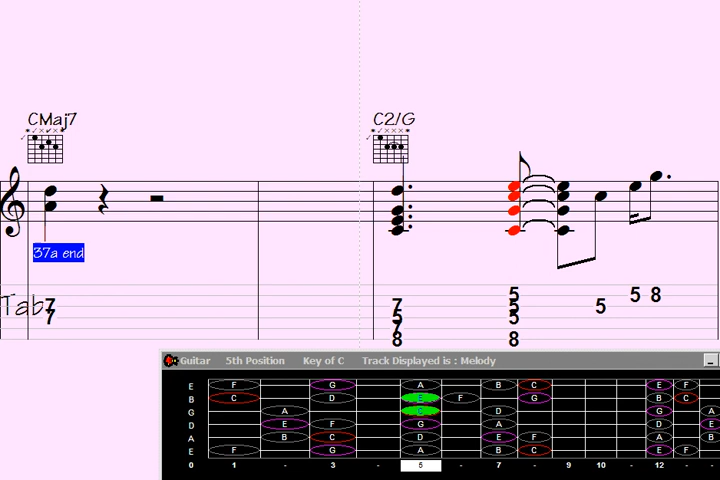 CMaj7 C2/G
37a end
Tab
5 5 8
7 7 5 5
7 5 5
7
8 8
Guitar 5th Position Key of C Track Displayed is : Melody
E F G A B C E F
B C D E F G B C
G A C D G A
D E F G A D E
A B C D E F A B
E F G A B C E F
0 1 - 3 - 5 - 7 - 9 10 - 12 - -